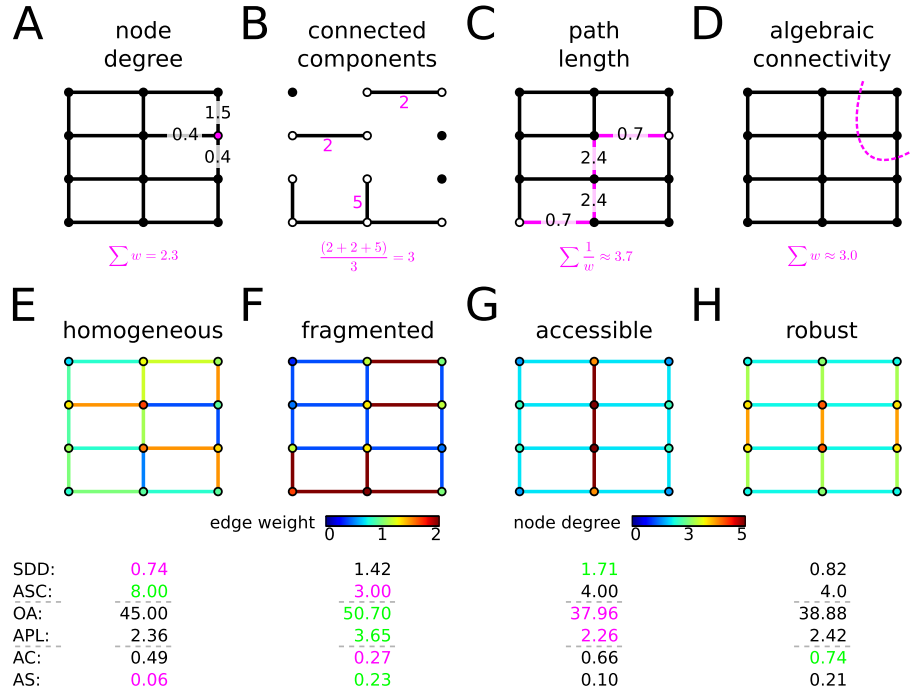 A
node
degree
1.5
0.4
0.4
∑ w = 2.3
B
connected
components
2
2
5
(2 + 2 + 5)
3
= 3
C
path
length
0.7
2.4
2.4
0.7
∑ 1/w ≈ 3.7
D
algebraic
connectivity
∑ w ≈ 3.0
E
homogeneous
F
fragmented
G
accessible
H
robust
edge weight
0 1 2
node degree
0 3 5
SDD: 0.74 1.42 1.71 0.82
ASC: 8.00 3.00 4.00 4.0
OA: 45.00 50.70 37.96 38.88
APL: 2.36 3.65 2.26 2.42
AC: 0.49 0.27 0.66 0.74
AS: 0.06 0.23 0.10 0.21